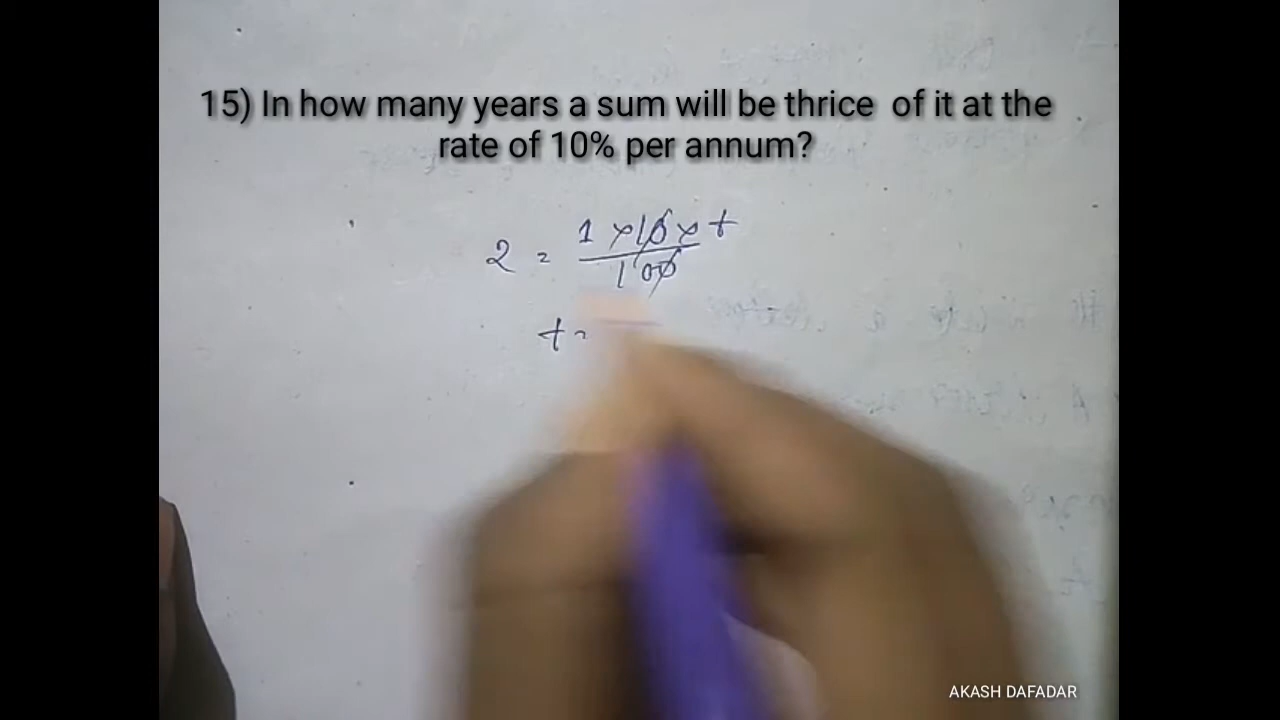 15) In how many years a sum will be thrice of it at the
rate of 10% per annum?
2 = 1 × 10 × t
100
t =
AKASH DAFADAR